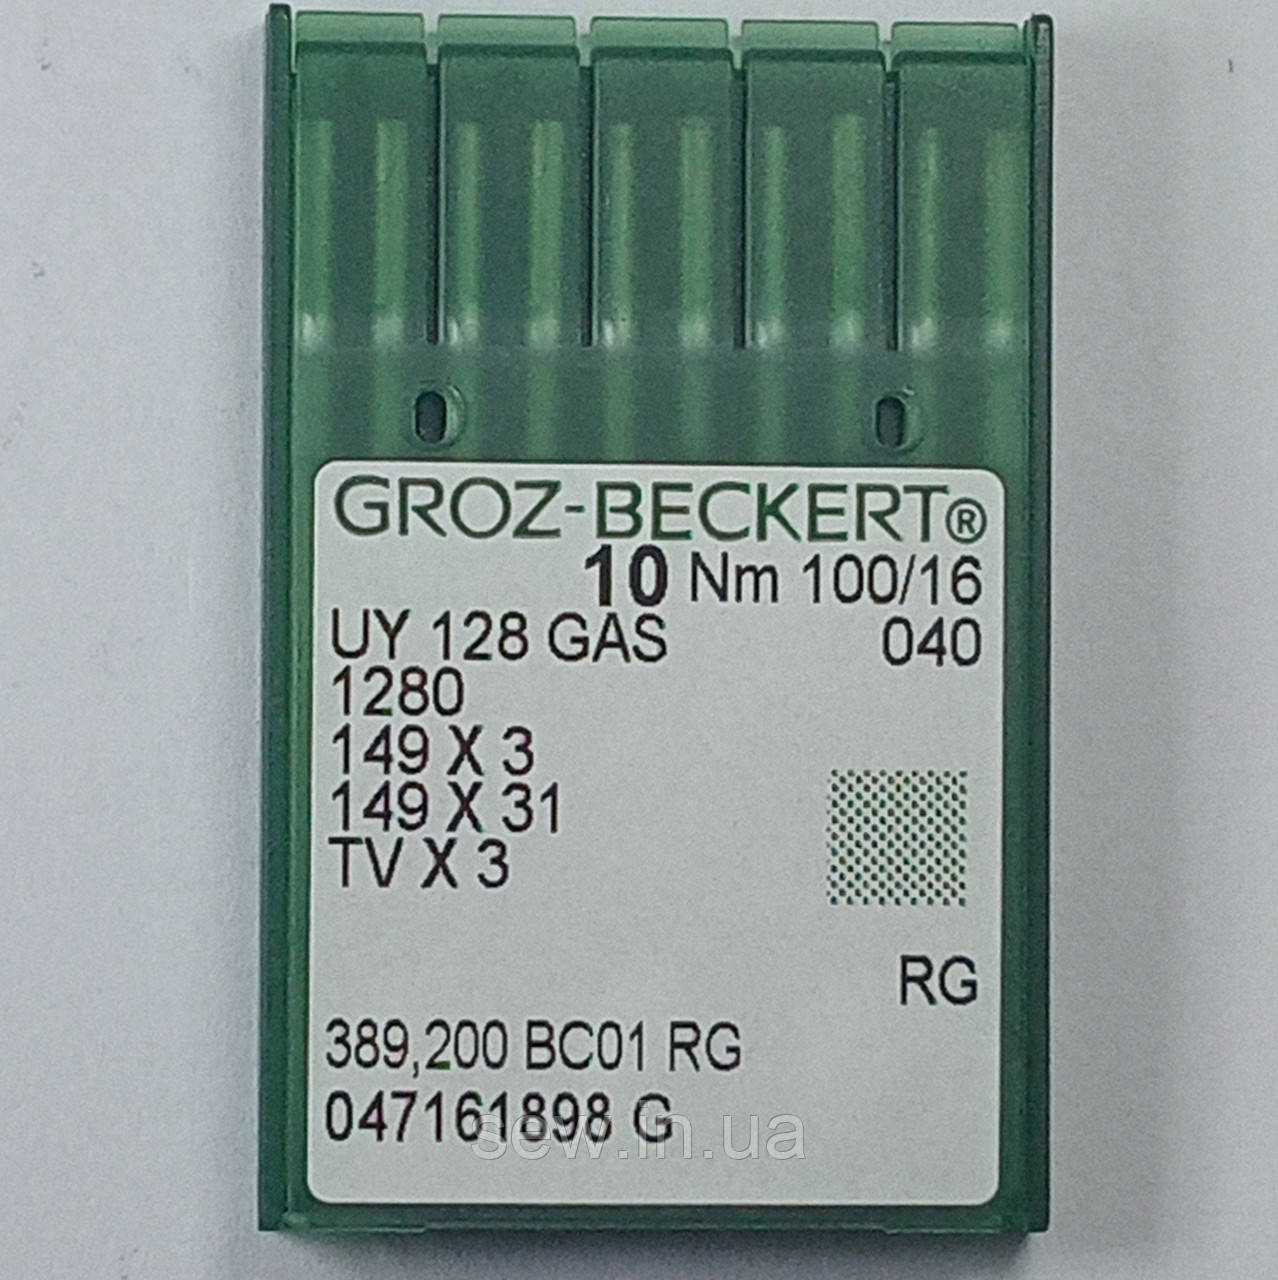 GROZ-BECKERT®
10 Nm 100/16
UY 128 GAS 040
1280
149 X 3
149 X 31
TV X 3
RG
389,200 BC01 RG
047161898 G
sew.in.ua